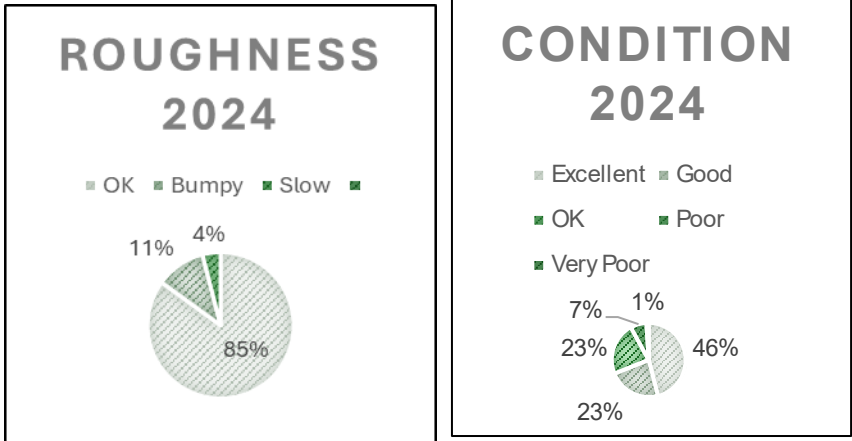 ROUGHNESS
2024
OK Bumpy Slow
11% 4%
85%
CONDITION
2024
Excellent Good
OK Poor
Very Poor
7% 1%
23% 46%
23%